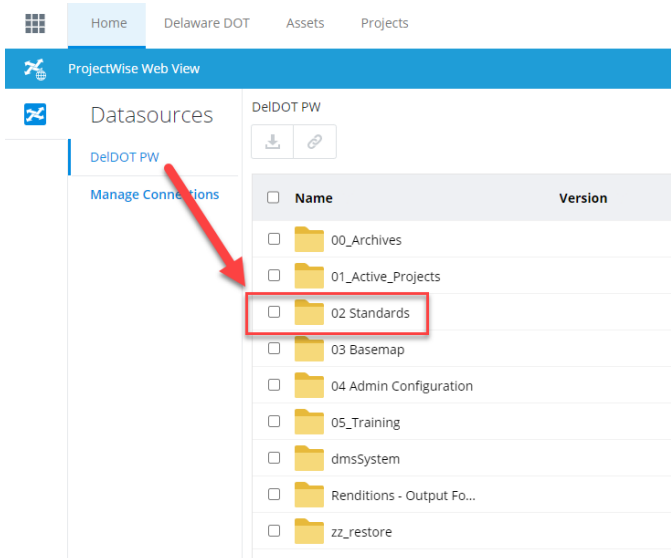 Home Delaware DOT Assets Projects
ProjectWise Web View
Datasources
DelDOT PW
Manage Connections
DelDOT PW
Name Version
00_Archives
01_Active_Projects
02 Standards
03 Basemap
04 Admin Configuration
05_Training
dmsSystem
Renditions - Output Fo...
zz_restore